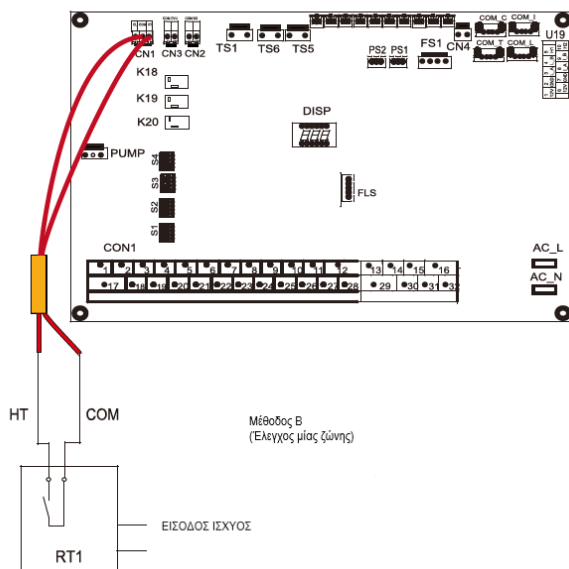 COM_C COM_I
TS1 TS6 TS5 U19
CN1 CN3 CN2 PS2 PS1 FS1 CN4
COM_T COM_L
K18
K19
K20
DISP
PUMP
S4
S3
S2
S1
FLS
CON1
AC_L
AC_N
1 2 3 4 5 6 7 8 9 10 11 12 13 14 15 16
17 18 19 20 21 22 23 24 25 26 27 28 29 30 31 32
HT COM
Μέθοδος Β
(Έλεγχος μίας ζώνης)
ΕΙΣΟΔΟΣ ΙΣΧΥΟΣ
RT1